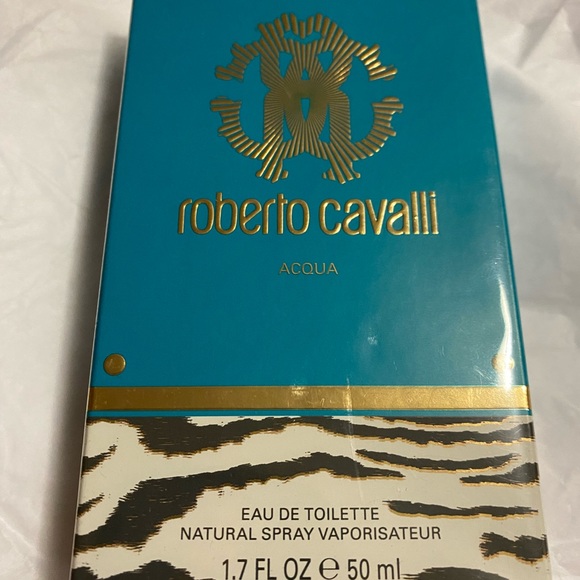 roberto cavalli
ACQUA
EAU DE TOILETTE
NATURAL SPRAY VAPORISATEUR
1.7 FL OZ ℮ 50 ml